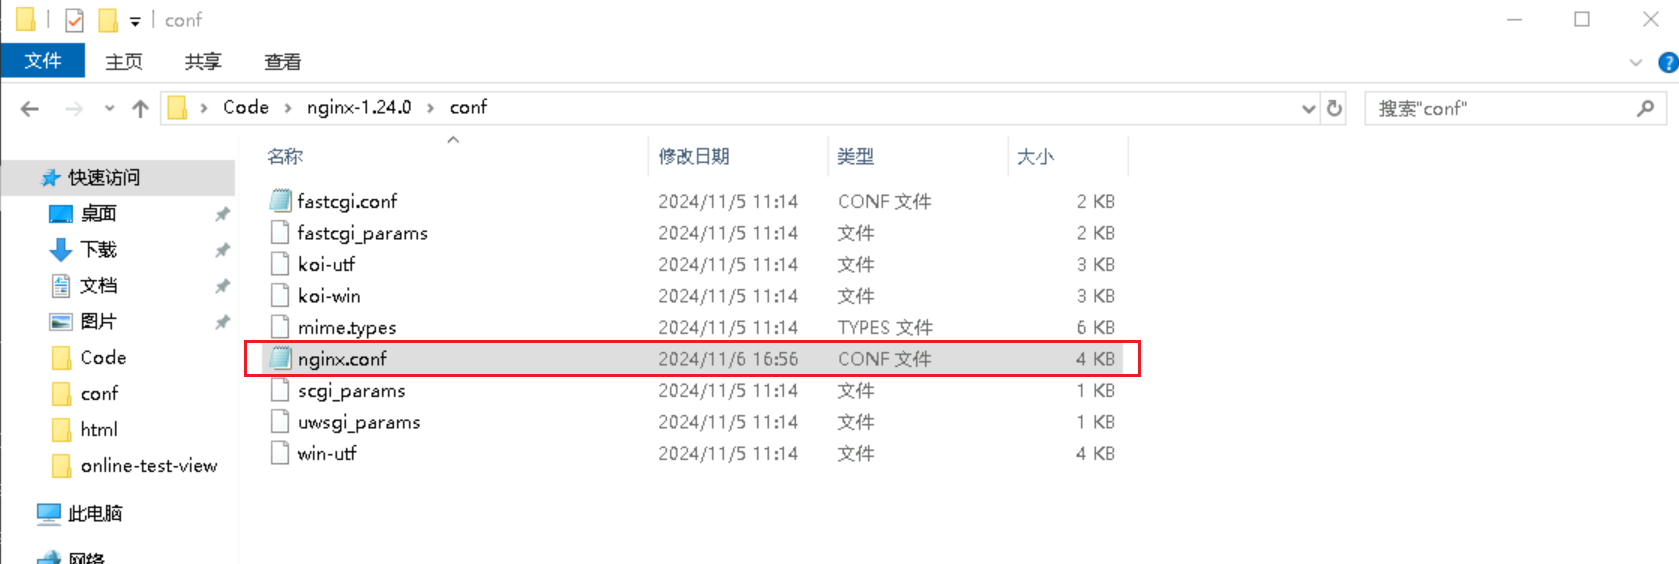 conf
文件 主页 共享 查看
Code nginx-1.24.0 conf 搜索"conf"
名称 修改日期 类型 大小
快速访问
桌面
下载
文档
图片
Code
conf
html
online-test-view
此电脑
网络
fastcgi.conf 2024/11/5 11:14 CONF 文件 2 KB
fastcgi_params 2024/11/5 11:14 文件 2 KB
koi-utf 2024/11/5 11:14 文件 3 KB
koi-win 2024/11/5 11:14 文件 3 KB
mime.types 2024/11/5 11:14 TYPES 文件 6 KB
nginx.conf 2024/11/6 16:56 CONF 文件 4 KB
scgi_params 2024/11/5 11:14 文件 1 KB
uwsgi_params 2024/11/5 11:14 文件 1 KB
win-utf 2024/11/5 11:14 文件 4 KB